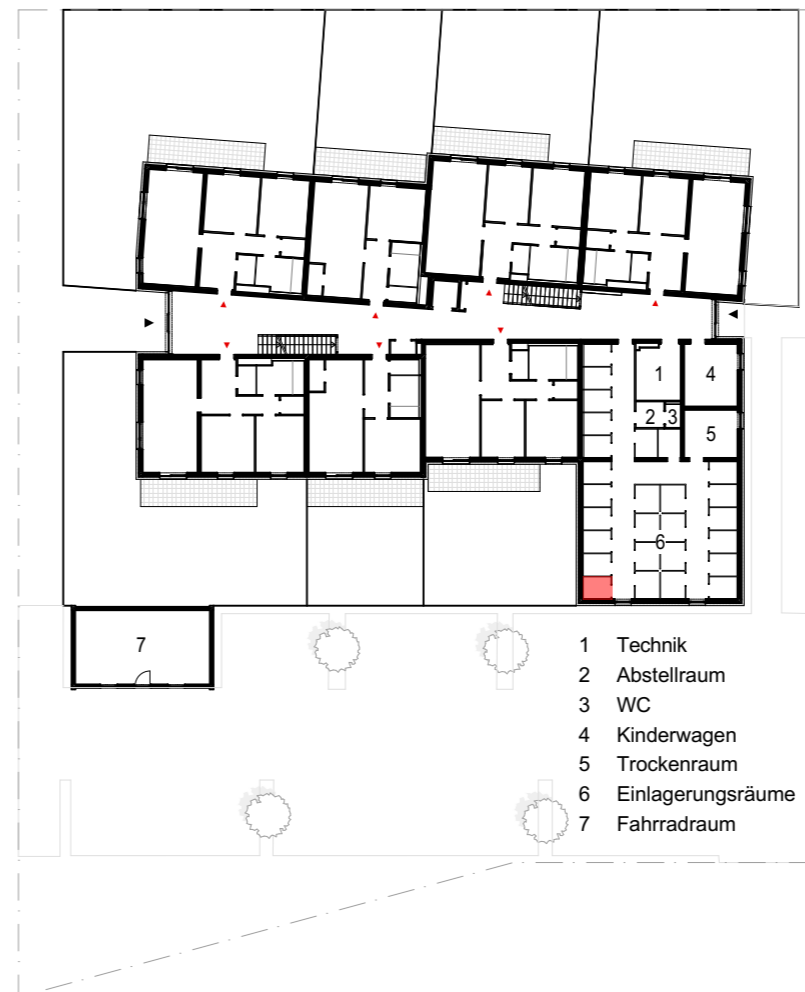 1
4
2
3
5
6
7
1 Technik
2 Abstellraum
3 WC
4 Kinderwagen
5 Trockenraum
6 Einlagerungsräume
7 Fahrradraum